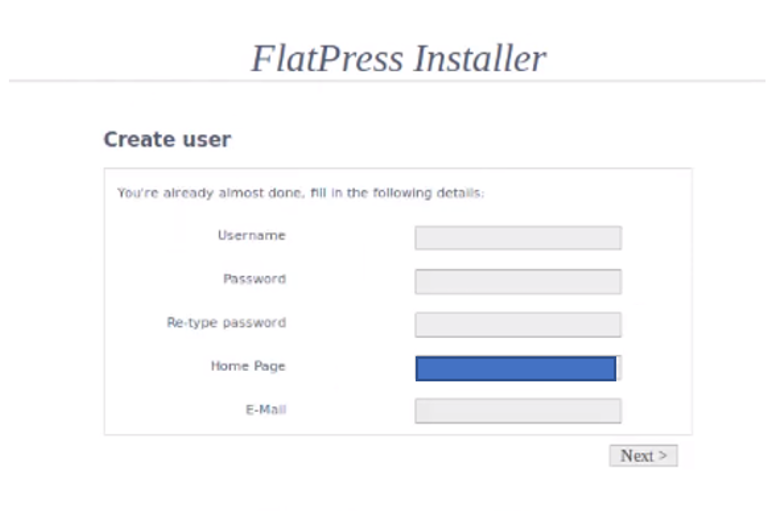 FlatPress Installer
Create user
You're already almost done, fill in the following details:
Username
Password
Re-type password
Home Page
E-Mail
Next >